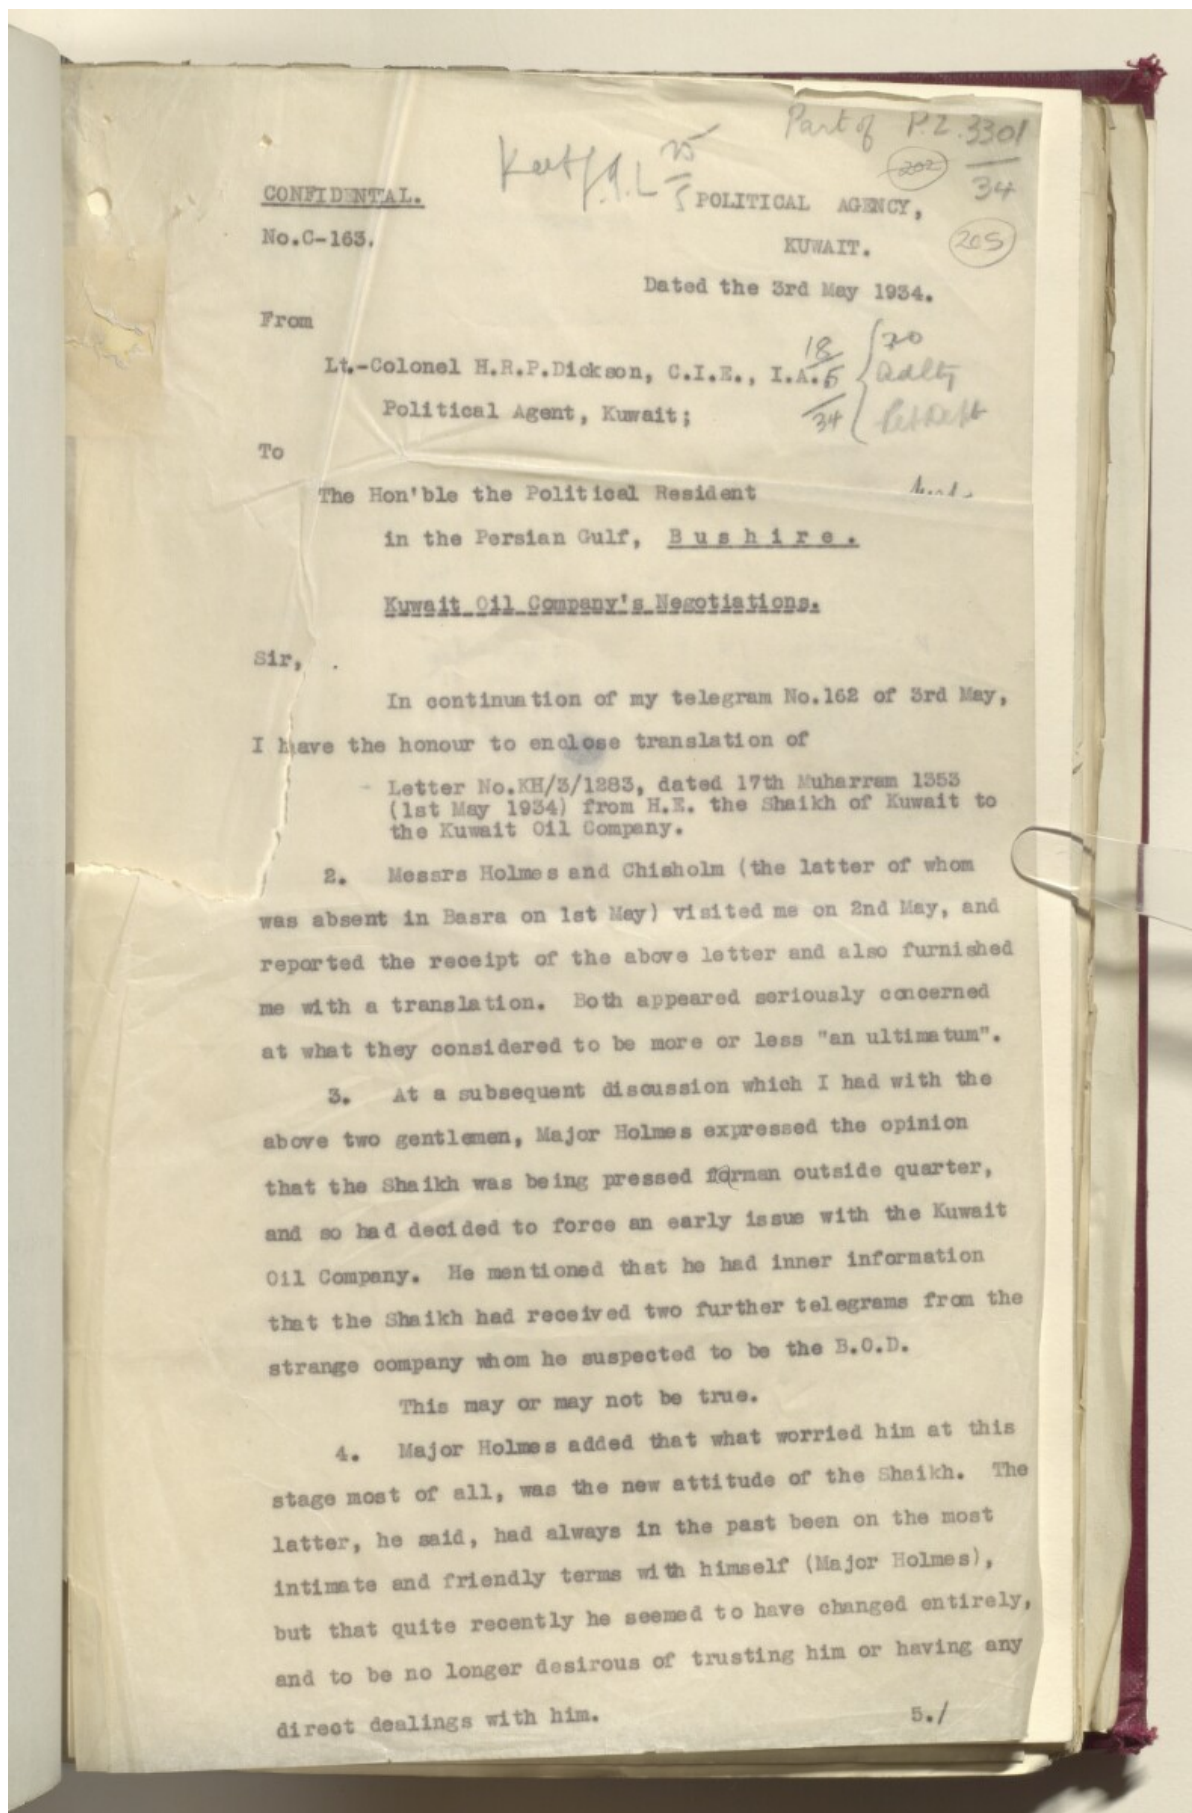 Part of P.Z. 3301
34
202
205
25
5
CONFIDENTAL.
POLITICAL AGENCY,
No.C-163.
KUWAIT.
Dated the 3rd May 1934.
From
Lt.-Colonel H.R.P.Dickson, C.I.E., I.A.
18
5
34
Political Agent, Kuwait;
To
The Hon'ble the Political Resident
in the Persian Gulf, Bushire.
Kuwait Oil Company's Negotiations.
Sir,
In continuation of my telegram No.162 of 3rd May,
I have the honour to enclose translation of
Letter No.KH/3/1283, dated 17th Muharram 1353
(1st May 1934) from H.E. the Shaikh of Kuwait to
the Kuwait Oil Company.
2. Messrs Holmes and Chisholm (the latter of whom
was absent in Basra on 1st May) visited me on 2nd May, and
reported the receipt of the above letter and also furnished
me with a translation. Both appeared seriously concerned
at what they considered to be more or less "an ultimatum".
3. At a subsequent discussion which I had with the
above two gentlemen, Major Holmes expressed the opinion
that the Shaikh was being pressed forman outside quarter,
and so had decided to force an early issue with the Kuwait
Oil Company. He mentioned that he had inner information
that the Shaikh had received two further telegrams from the
strange company whom he suspected to be the B.O.D.
This may or may not be true.
4. Major Holmes added that what worried him at this
stage most of all, was the new attitude of the Shaikh. The
latter, he said, had always in the past been on the most
intimate and friendly terms with himself (Major Holmes),
but that quite recently he seemed to have changed entirely,
and to be no longer desirous of trusting him or having any
direct dealings with him.
5./